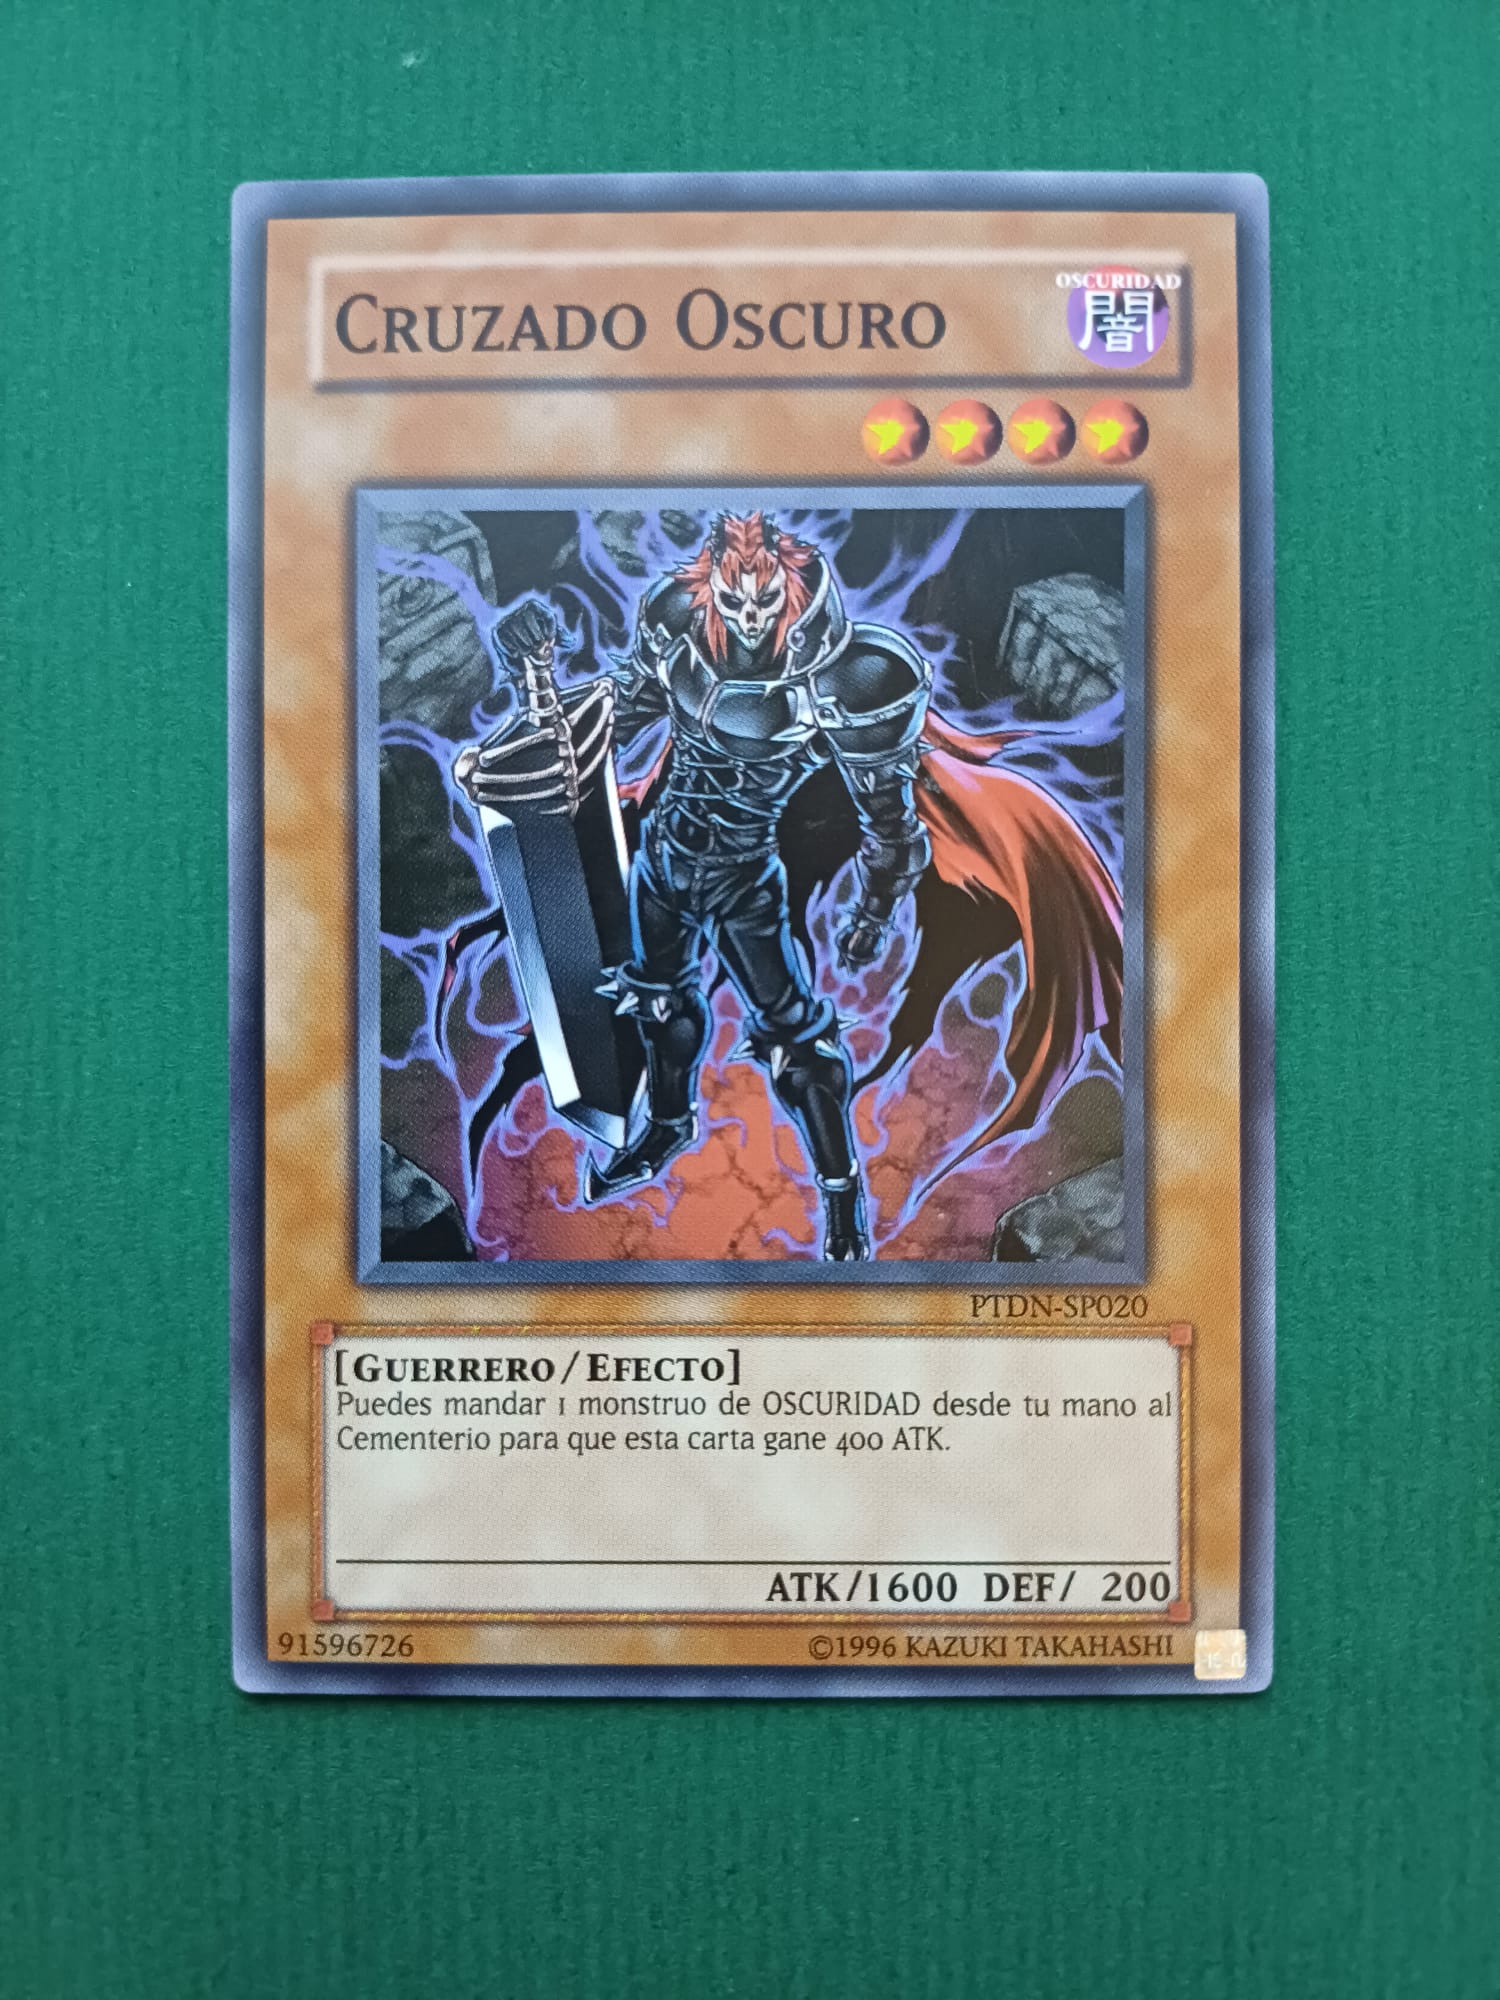 CRUZADO OSCURO
OSCURIDAD
闇
PTDN-SP020
[GUERRERO/EFECTO]
Puedes mandar 1 monstruo de OSCURIDAD desde tu mano al
Cementerio para que esta carta gane 400 ATK.
ATK/1600 DEF/ 200
91596726
©1996 KAZUKI TAKAHASHI